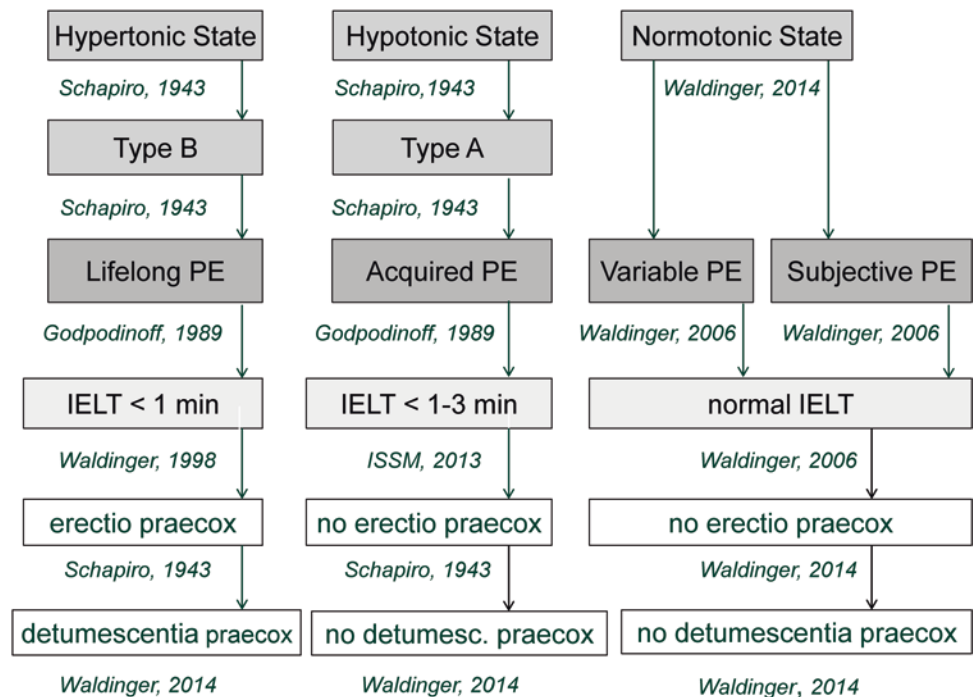 Hypertonic State
Hypotonic State
Normotonic State
Schapiro, 1943
Schapiro,1943
Waldinger, 2014
Type B
Type A
Schapiro, 1943
Schapiro, 1943
Lifelong PE
Acquired PE
Variable PE
Subjective PE
Godpodinoff, 1989
Godpodinoff, 1989
Waldinger, 2006
Waldinger, 2006
IELT < 1 min
IELT < 1-3 min
normal IELT
Waldinger, 1998
ISSM, 2013
Waldinger, 2006
erectio praecox
no erectio praecox
no erectio praecox
Schapiro, 1943
Schapiro, 1943
Waldinger, 2014
detumescentia praecox
no detumesc. praecox
no detumescentia praecox
Waldinger, 2014
Waldinger, 2014
Waldinger, 2014